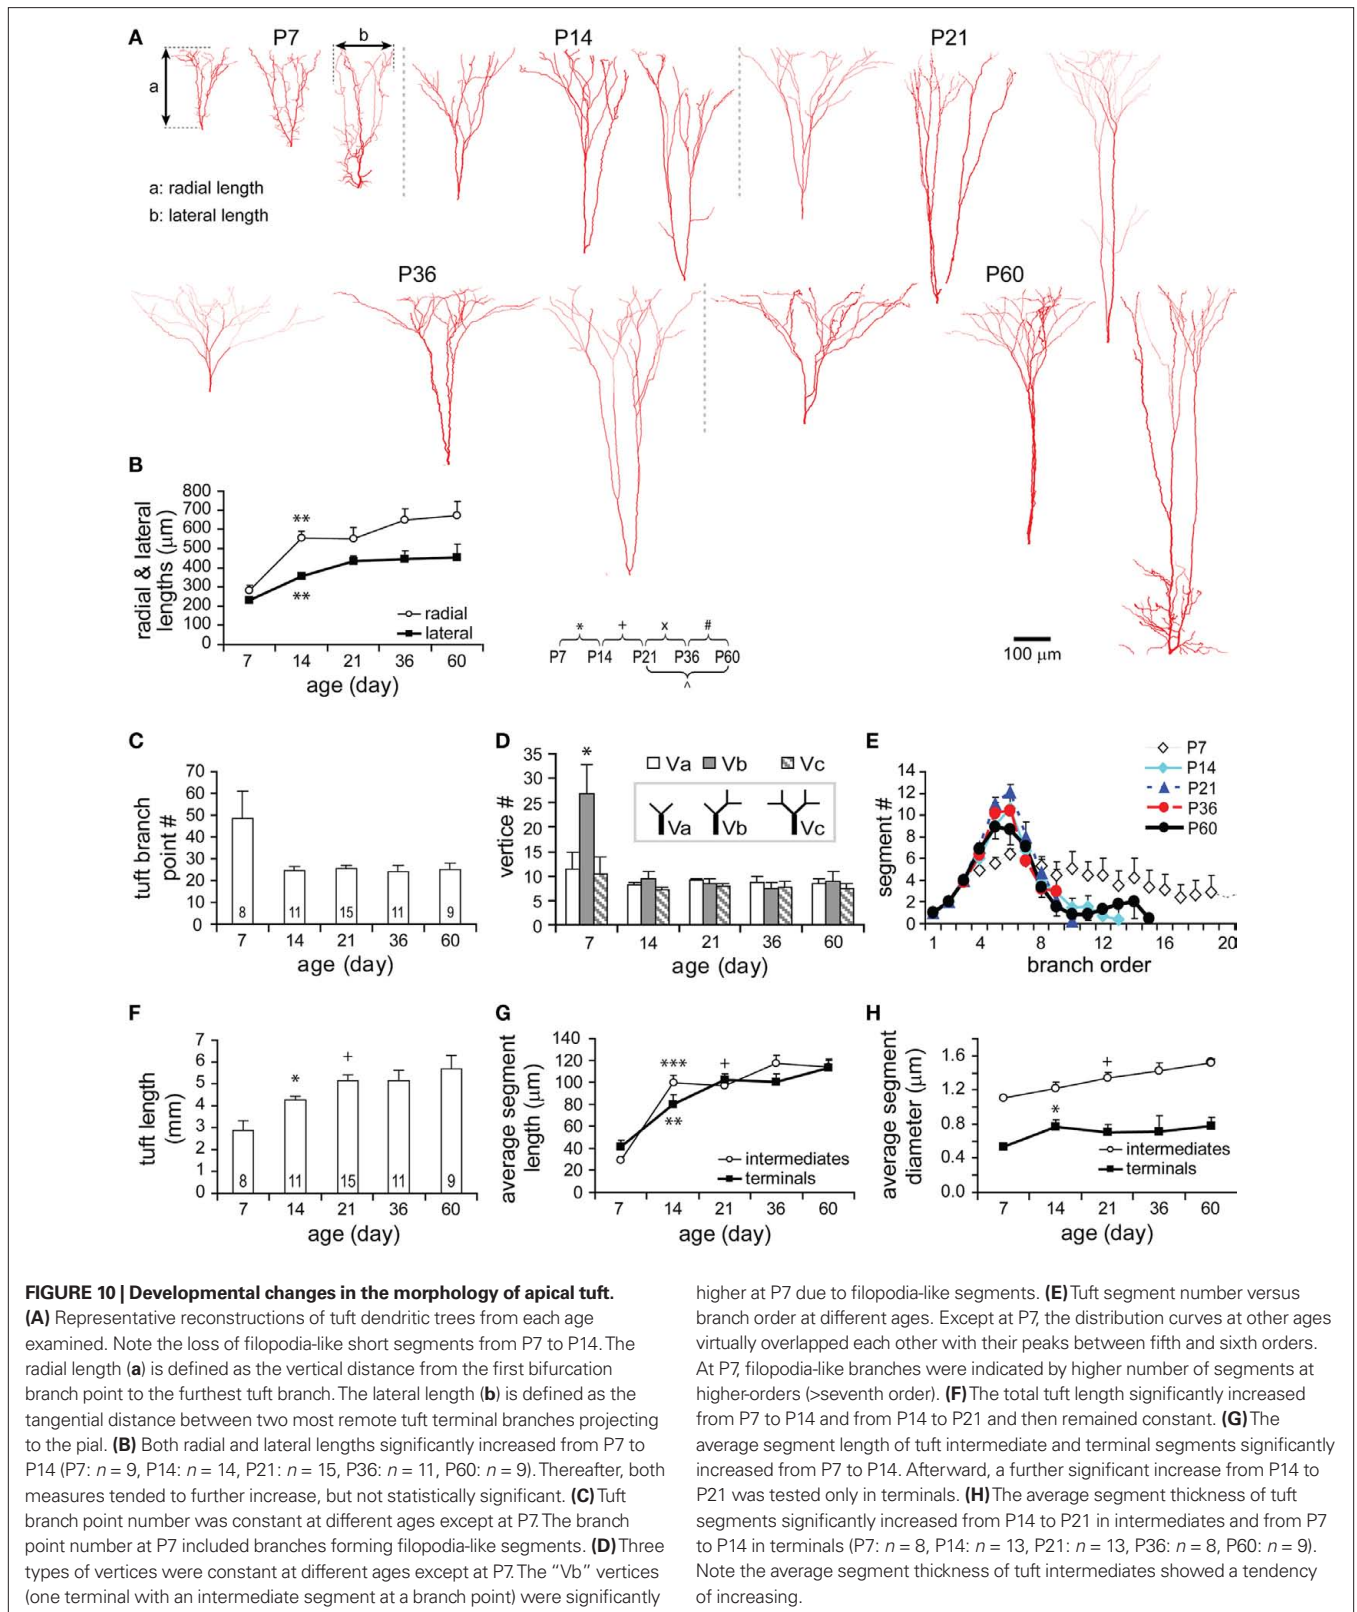 A
P7
b
P14
P21
a
a: radial length
b: lateral length
P36
P60
B
radial & lateral
lengths (μm)
800
700
600
500
400
300
200
100
0
**
**
radial
lateral
7 14 21 36 60
age (day)
* + x #
P7 P14 P21 P36 P60
^
100 μm
C
tuft branch
point #
70
60
50
40
30
20
10
0
8 11 15 11 9
7 14 21 36 60
age (day)
D
vertice #
35
30
25
20
15
10
5
0
*
Va Vb Vc
Va Vb Vc
7 14 21 36 60
age (day)
E
P7
P14
P21
P36
P60
segment #
14
12
10
8
6
4
2
0
1 4 8 12 16 20
branch order
F
tuft length
(mm)
7
6
5
4
3
2
1
0
* +
8 11 15 11 9
7 14 21 36 60
age (day)
G
average segment
length (μm)
140
120
100
80
60
40
20
0
*** +
**
intermediates
terminals
7 14 21 36 60
age (day)
H
average segment
diameter (μm)
1.6
1.2
0.8
0.4
0.0
+
*
intermediates
terminals
7 14 21 36 60
age (day)
FIGURE 10 | Developmental changes in the morphology of apical tuft.
(A) Representative reconstructions of tuft dendritic trees from each age
examined. Note the loss of filopodia-like short segments from P7 to P14. The
radial length (a) is defined as the vertical distance from the first bifurcation
branch point to the furthest tuft branch. The lateral length (b) is defined as the
tangential distance between two most remote tuft terminal branches projecting
to the pial. (B) Both radial and lateral lengths significantly increased from P7 to
P14 (P7: n = 9, P14: n = 14, P21: n = 15, P36: n = 11, P60: n = 9). Thereafter, both
measures tended to further increase, but not statistically significant. (C) Tuft
branch point number was constant at different ages except at P7. The branch
point number at P7 included branches forming filopodia-like segments. (D) Three
types of vertices were constant at different ages except at P7. The “Vb” vertices
(one terminal with an intermediate segment at a branch point) were significantly
higher at P7 due to filopodia-like segments. (E) Tuft segment number versus
branch order at different ages. Except at P7, the distribution curves at other ages
virtually overlapped each other with their peaks between fifth and sixth orders.
At P7, filopodia-like branches were indicated by higher number of segments at
higher-orders (>seventh order). (F) The total tuft length significantly increased
from P7 to P14 and from P14 to P21 and then remained constant. (G) The
average segment length of tuft intermediate and terminal segments significantly
increased from P7 to P14. Afterward, a further significant increase from P14 to
P21 was tested only in terminals. (H) The average segment thickness of tuft
segments significantly increased from P14 to P21 in intermediates and from P7
to P14 in terminals (P7: n = 8, P14: n = 13, P21: n = 13, P36: n = 8, P60: n = 9).
Note the average segment thickness of tuft intermediates showed a tendency
of increasing.